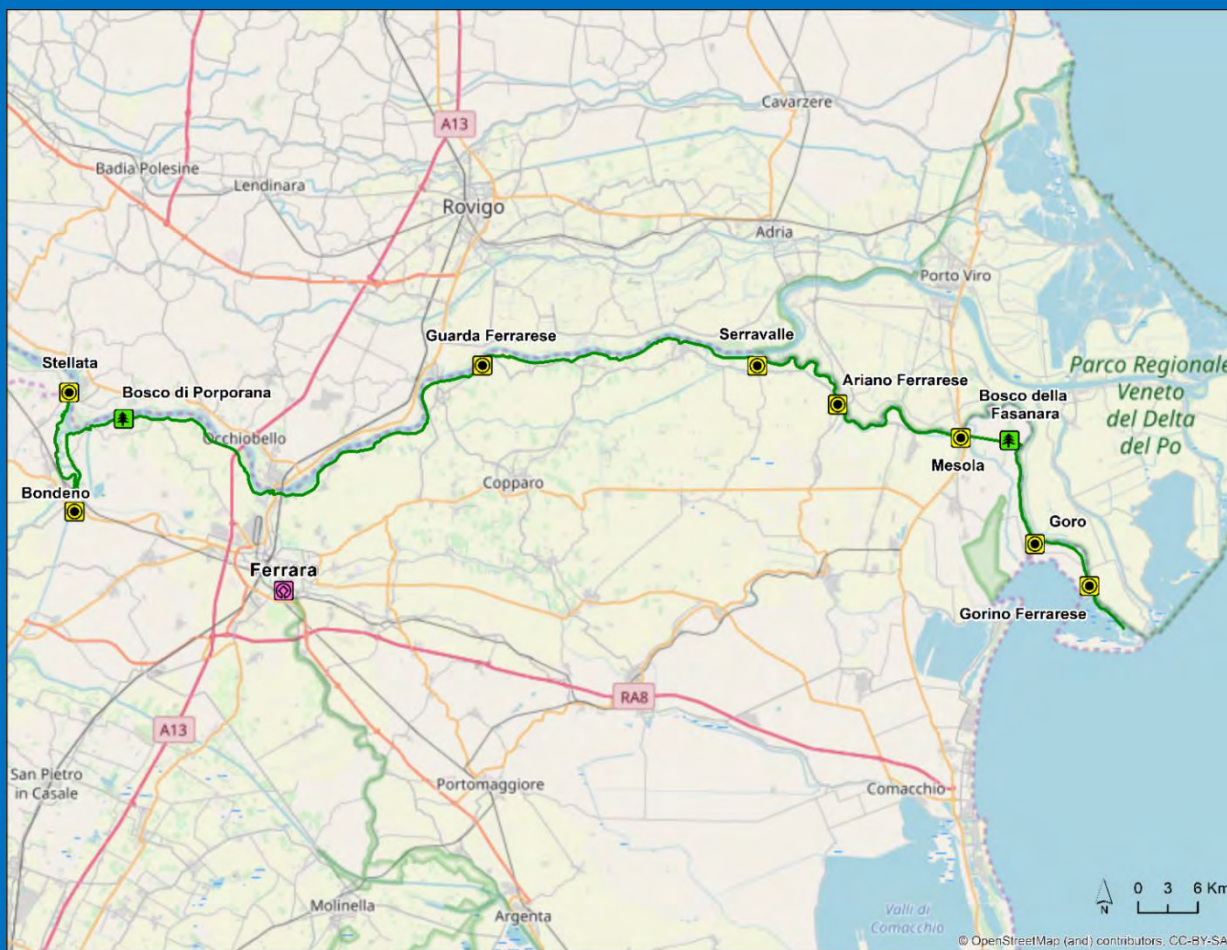 Cavarzere
A13
Badia Polesine
Lendinara
Rovigo
Adria
Porto Viro
Guarda Ferrarese
Serravalle
Stellata
Bosco di Porporana
Ariano Ferrarese
Bosco della
Fasanara
Parco Regionale
Veneto
del Delta
del Po
Occhiobello
Mesola
Copparo
Bondeno
Goro
Ferrara
Gorino Ferrarese
RA8
A13
San Pietro
in Casale
Portomaggiore
Comacchio
Molinella
Argenta
Valli di
Comacchio
N
0 3 6 Km
© OpenStreetMap (and) contributors, CC-BY-SA